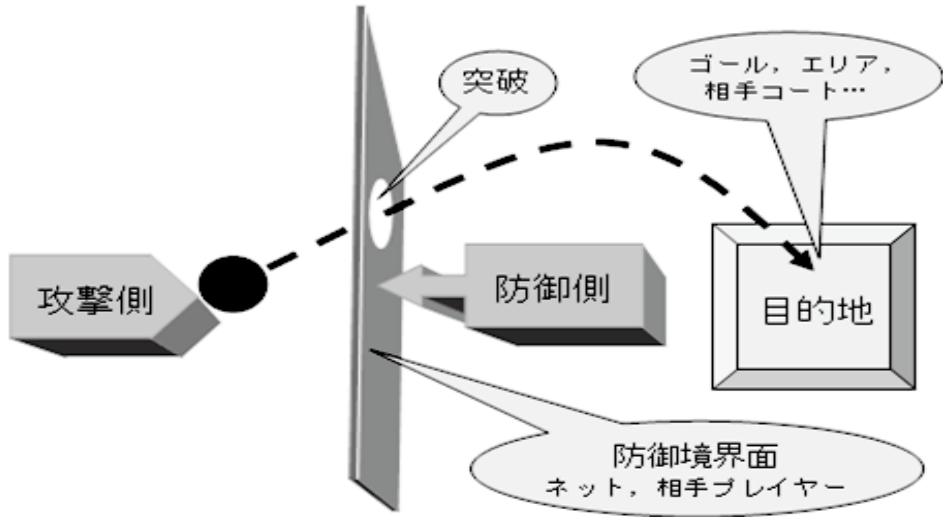 突破
ゴール，エリア，
相手コート…
攻撃側
防御側
目的地
防御境界面
ネット，相手プレイヤー